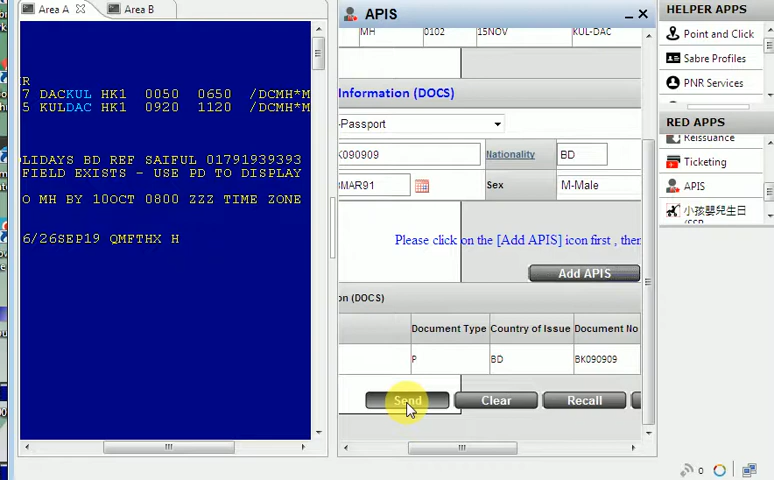 Area A
Area B
IR
7 DACKUL HK1 0050 0650 /DCMH*M
5 KULDAC HK1 0920 1120 /DCMH*M
OLIDAYS BD REF SAIFUL 01791939393
FIELD EXISTS - USE PD TO DISPLAY
O MH BY 10OCT 0800 ZZZ TIME ZONE
6/26SEP19 QMFTHX H
APIS
MH 0102 15NOV KUL-DAC
Information (DOCS)
-Passport
K090909 Nationality BD
MAR91 Sex M-Male
Please click on the [Add APIS] icon first , then
Add APIS
on (DOCS)
Document Type Country of Issue Document No
P BD BK090909
Send Clear Recall
HELPER APPS
Point and Click
Sabre Profiles
PNR Services
RED APPS
Reissuance
Ticketing
APIS
小孩嬰兒生日
0